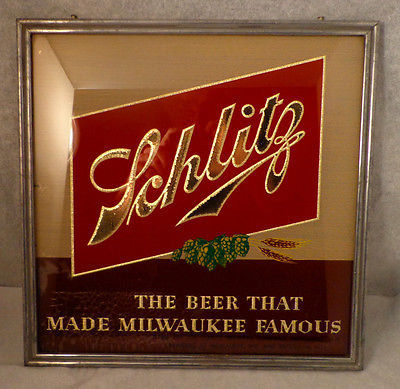 Schlitz
THE BEER THAT
MADE MILWAUKEE FAMOUS